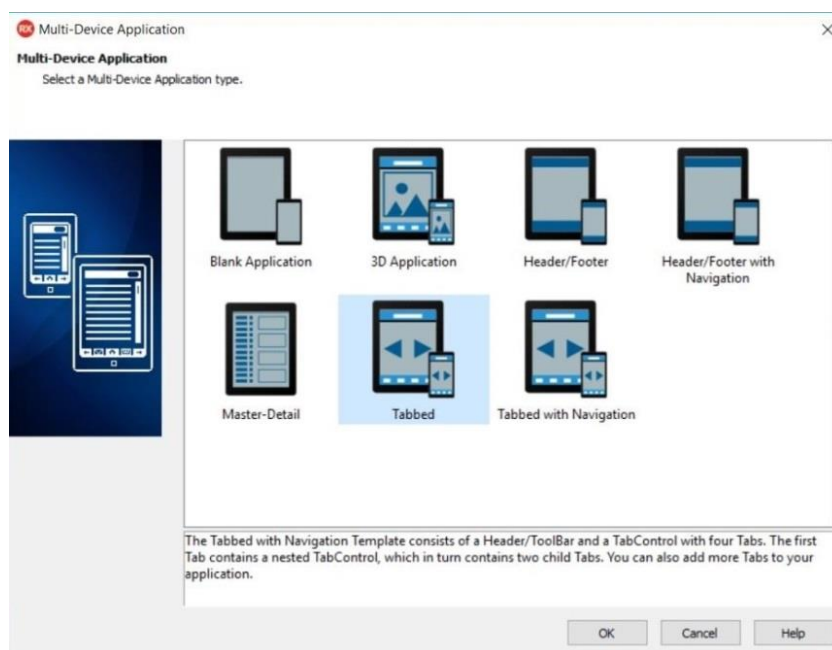 RX Multi-Device Application
Multi-Device Application
Select a Multi-Device Application type.
Blank Application
3D Application
Header/Footer
Header/Footer with
Navigation
Master-Detail
Tabbed
Tabbed with Navigation
The Tabbed with Navigation Template consists of a Header/ToolBar and a TabControl with four Tabs. The first
Tab contains a nested TabControl, which in turn contains two child Tabs. You can also add more Tabs to your
application.
OK
Cancel
Help